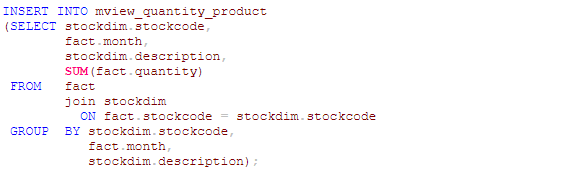 INSERT INTO mview_quantity_product
(SELECT stockdim.stockcode,
        fact.month,
        stockdim.description,
        SUM(fact.quantity)
 FROM   fact
        join stockdim
          ON fact.stockcode = stockdim.stockcode
 GROUP  BY stockdim.stockcode,
           fact.month,
           stockdim.description);